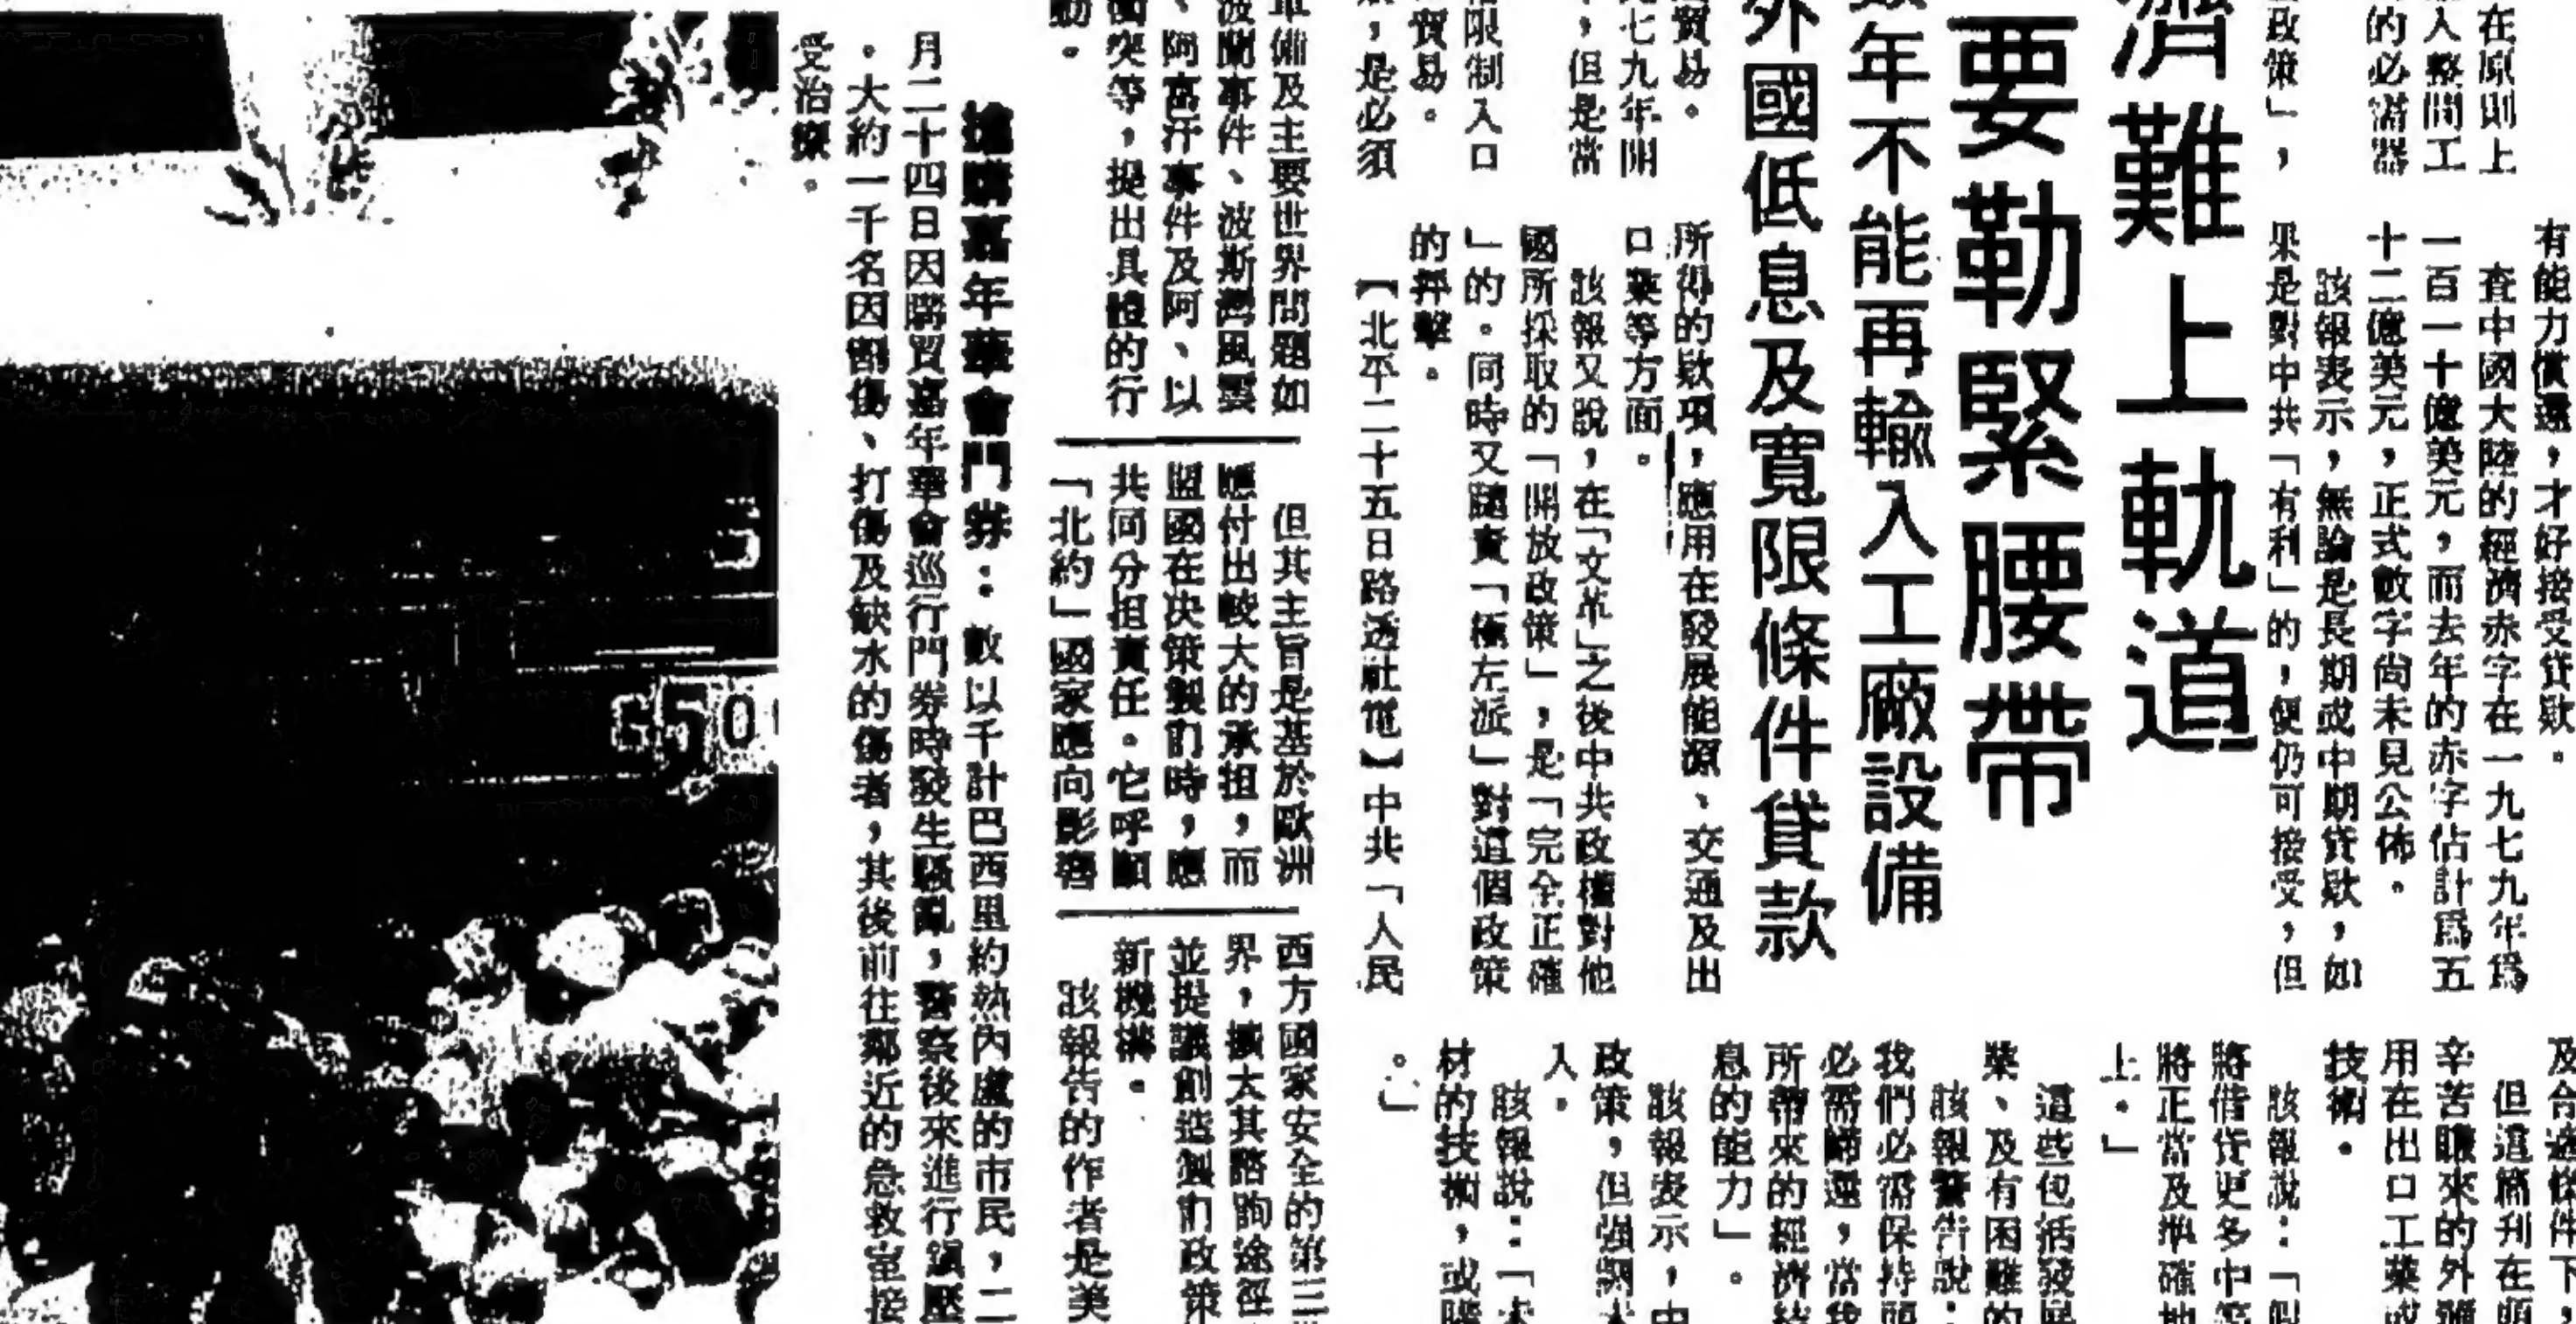 在原則上
入整間工
的必需器
政策」，
有能力償還，才好接受貸款。
查中國大陸的經濟赤字在一九七九年爲
一百一十億美元，而去年的赤字佔計爲五
十二億美元，正式數字尚未見公佈。
該報表示，無論是長期或中期貸款，如
果是對中共「有利」的，便仍可接受，但
及合適條件下，
但這篇刊在
辛苦賺來的外滙
用在出口工業或
技術。
該報說：「
將借貸更多中等
將正當及準確地
上。」
濟難上軌道
要勒緊腰帶
年不能再輸入工廠設備
外國低息及寬限條件貸款
貿易。
七九年開
，但是當
限制入口
貿易。
，是必須
所得的欵項，應用在發展能源、交通及出
口業等方面。
該報又說，在「文革」之後中共政權對他
國所採取的「開放政策」，是「完全正確
」的。同時又譴責「極左派」對這個政策
的抨擊。
【北平二十五日路透社電】中共「人民
這些包括發展
業、及有困難的
該報警告說：
我們必需保持
必需歸還，當我
所帶來的經濟
息的能力」。
該報表示，中
政策，但强調
入。
該報說：「
材的技術，或
。」
備及主要世界問題如
波蘭事件、波斯灣風雲
、阿富汗事件及阿、以
衝突等，提出具體的行
動。
但其主旨是基於歐洲
應付出較大的承担，而
盟國在決策製訂時，應
共同分担責任。它呼籲
「北約」國家應向影響
西方國家安全的第三
界，擴大其諮詢途徑
並提議創造製訂政策
新機構。
該報告的作者是美
搶購嘉年華會門券：數以千計巴西里約熱內盧的市民，二
月二十四日因購買嘉年華會巡行門券時發生騷亂，警察後來進行鎮壓
。大約一千名因割傷、打傷及缺水的傷者，其後前往鄰近的急救室接
受治療。
G50